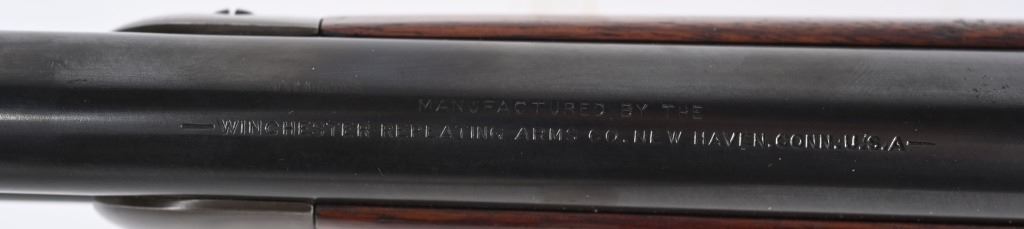 MANUFACTURED BY THE
— WINCHESTER REPEATING ARMS CO. NEW HAVEN. CONN. U.S.A —